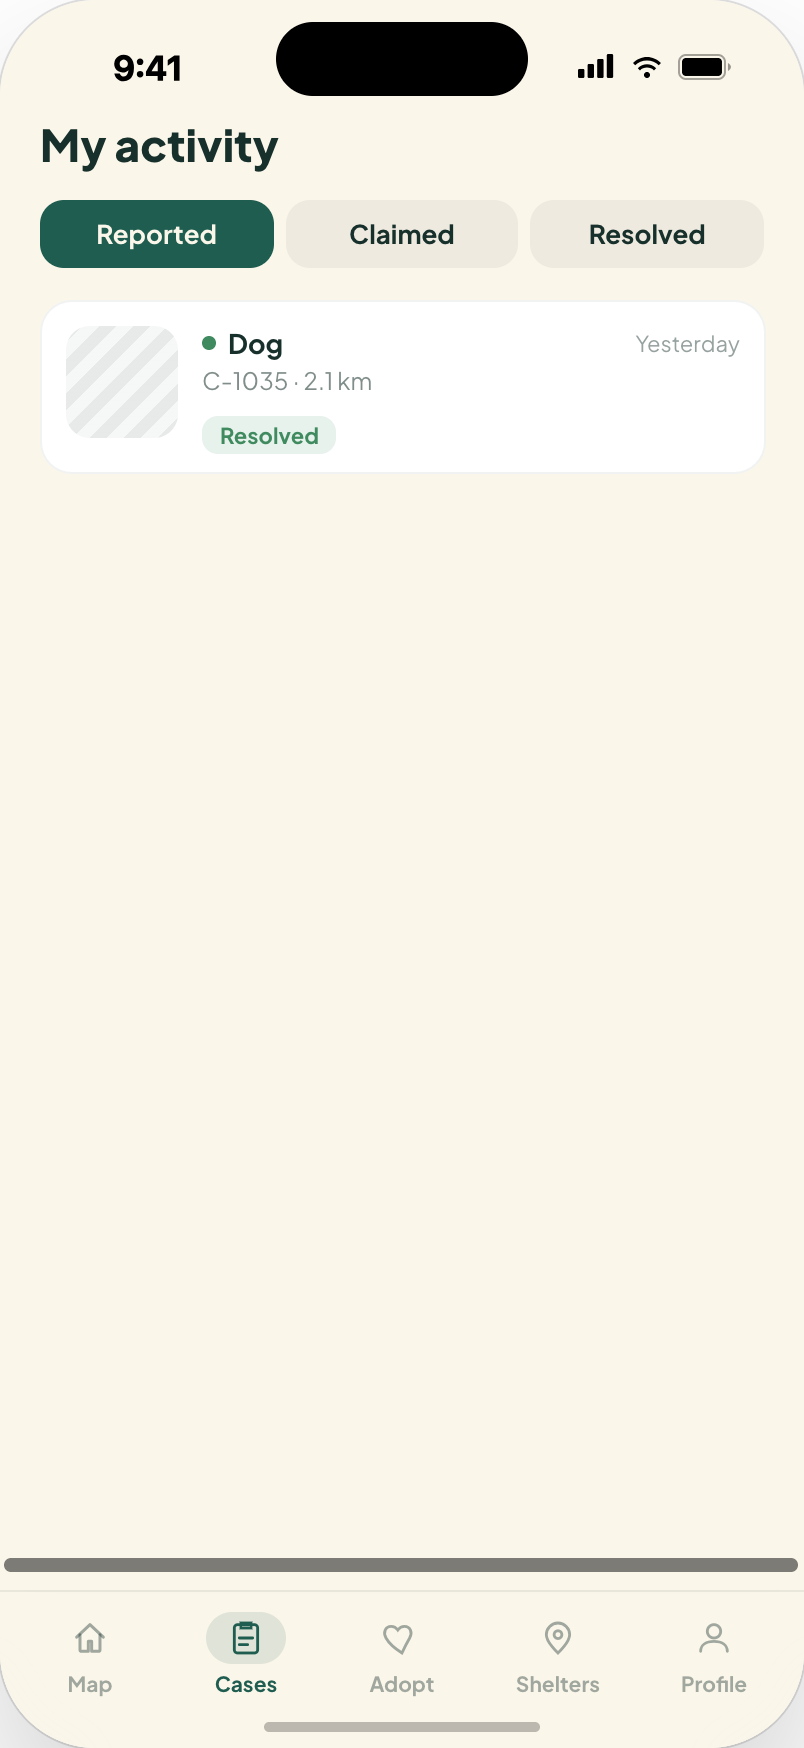 9:41
My activity
Reported
Claimed
Resolved
Dog
Yesterday
C-1035 · 2.1 km
Resolved
Map
Cases
Adopt
Shelters
Profile